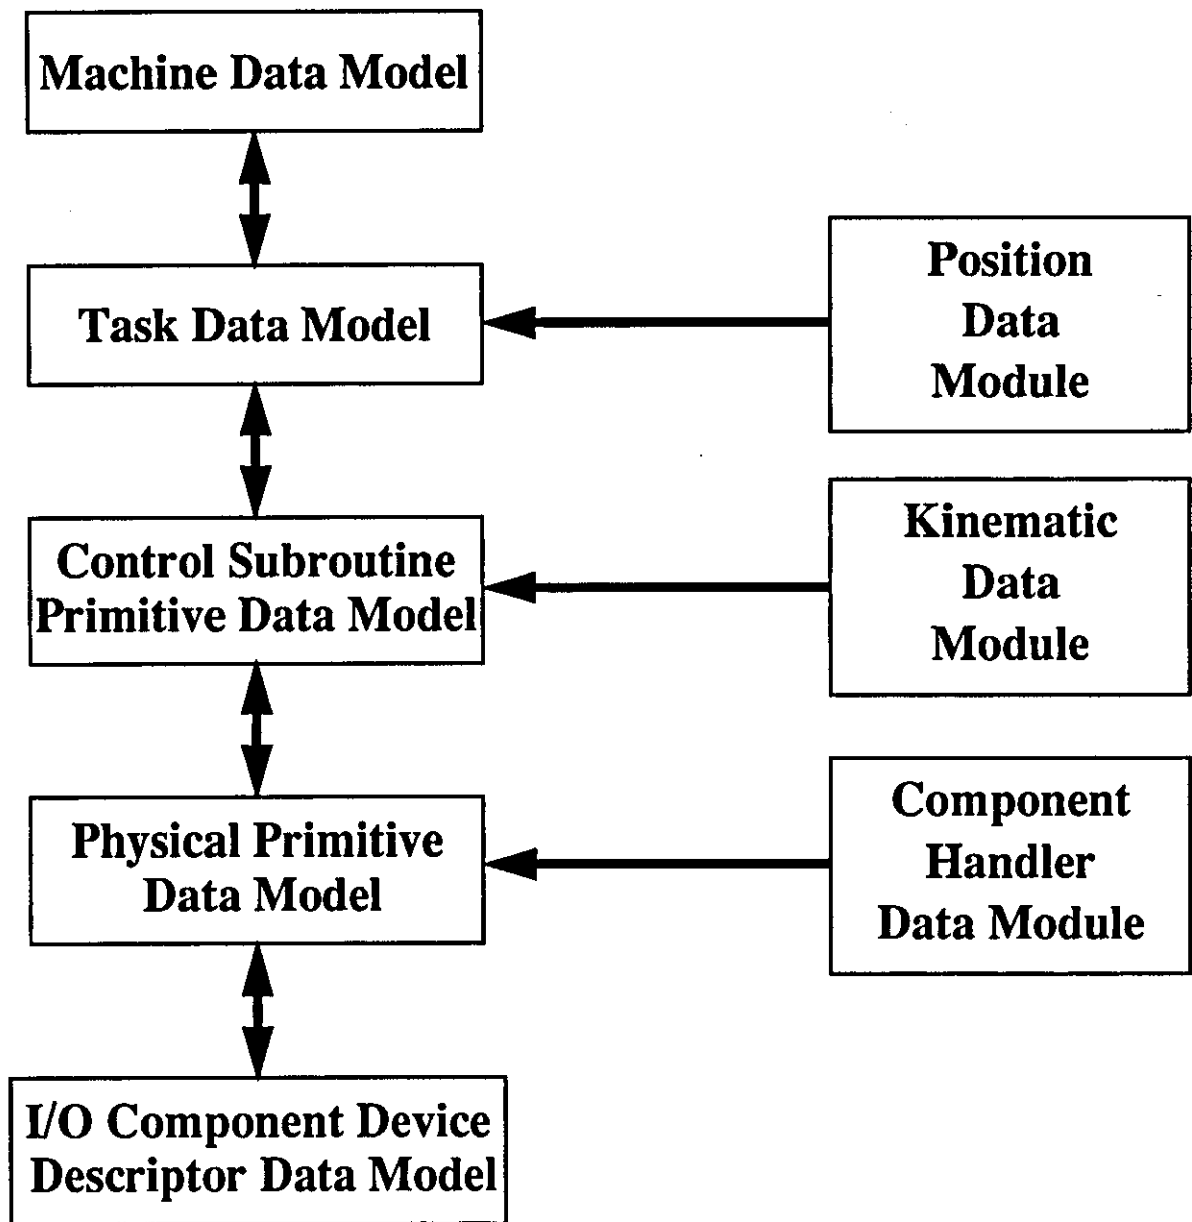 Machine Data Model
Task Data Model
Position
Data
Module
Control Subroutine
Primitive Data Model
Kinematic
Data
Module
Physical Primitive
Data Model
Component
Handler
Data Module
I/O Component Device
Descriptor Data Model